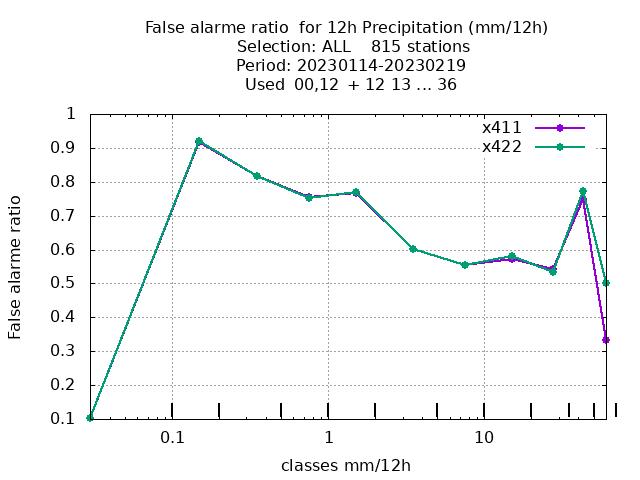 False alarme ratio  for 12h Precipitation (mm/12h)
Selection: ALL    815 stations
Period: 20230114-20230219
Used  00,12  + 12 13 ... 36
x411
x422
1
0.9
0.8
0.7
0.6
0.5
0.4
0.3
0.2
0.1
False alarme ratio
0.1 1 10
classes mm/12h